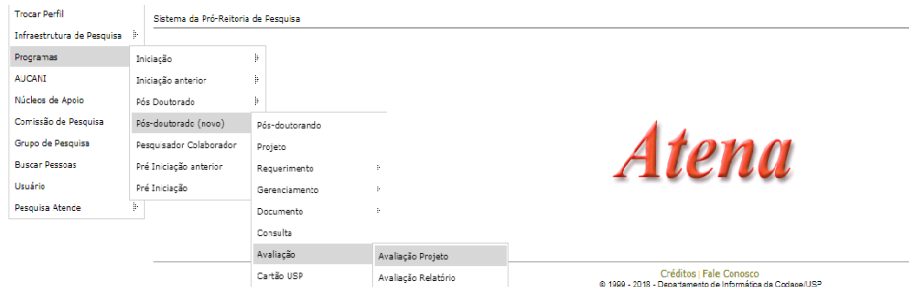 Trocar Perfil
Infraestrutura de Pesquisa
Programas
AUCANI
Núcleos de Apoio
Comissão de Pesquisa
Grupo de Pesquisa
Buscar Pessoas
Usuário
Pesquisa Atende
Sistema da Pró-Reitoria de Pesquisa
Iniciação
Iniciação anterior
Pós Doutorado
Pós-doutorado (novo)
Pesquisador Colaborador
Pré Iniciação anterior
Pré Iniciação
Pós-doutorando
Projeto
Requerimento
Gerenciamento
Documento
Consulta
Avaliação
Cartão USP
Avaliação Projeto
Avaliação Relatório
Atena
Créditos | Fale Conosco
© 1999 - 2018 - Departamento de Informática da Codage/USP